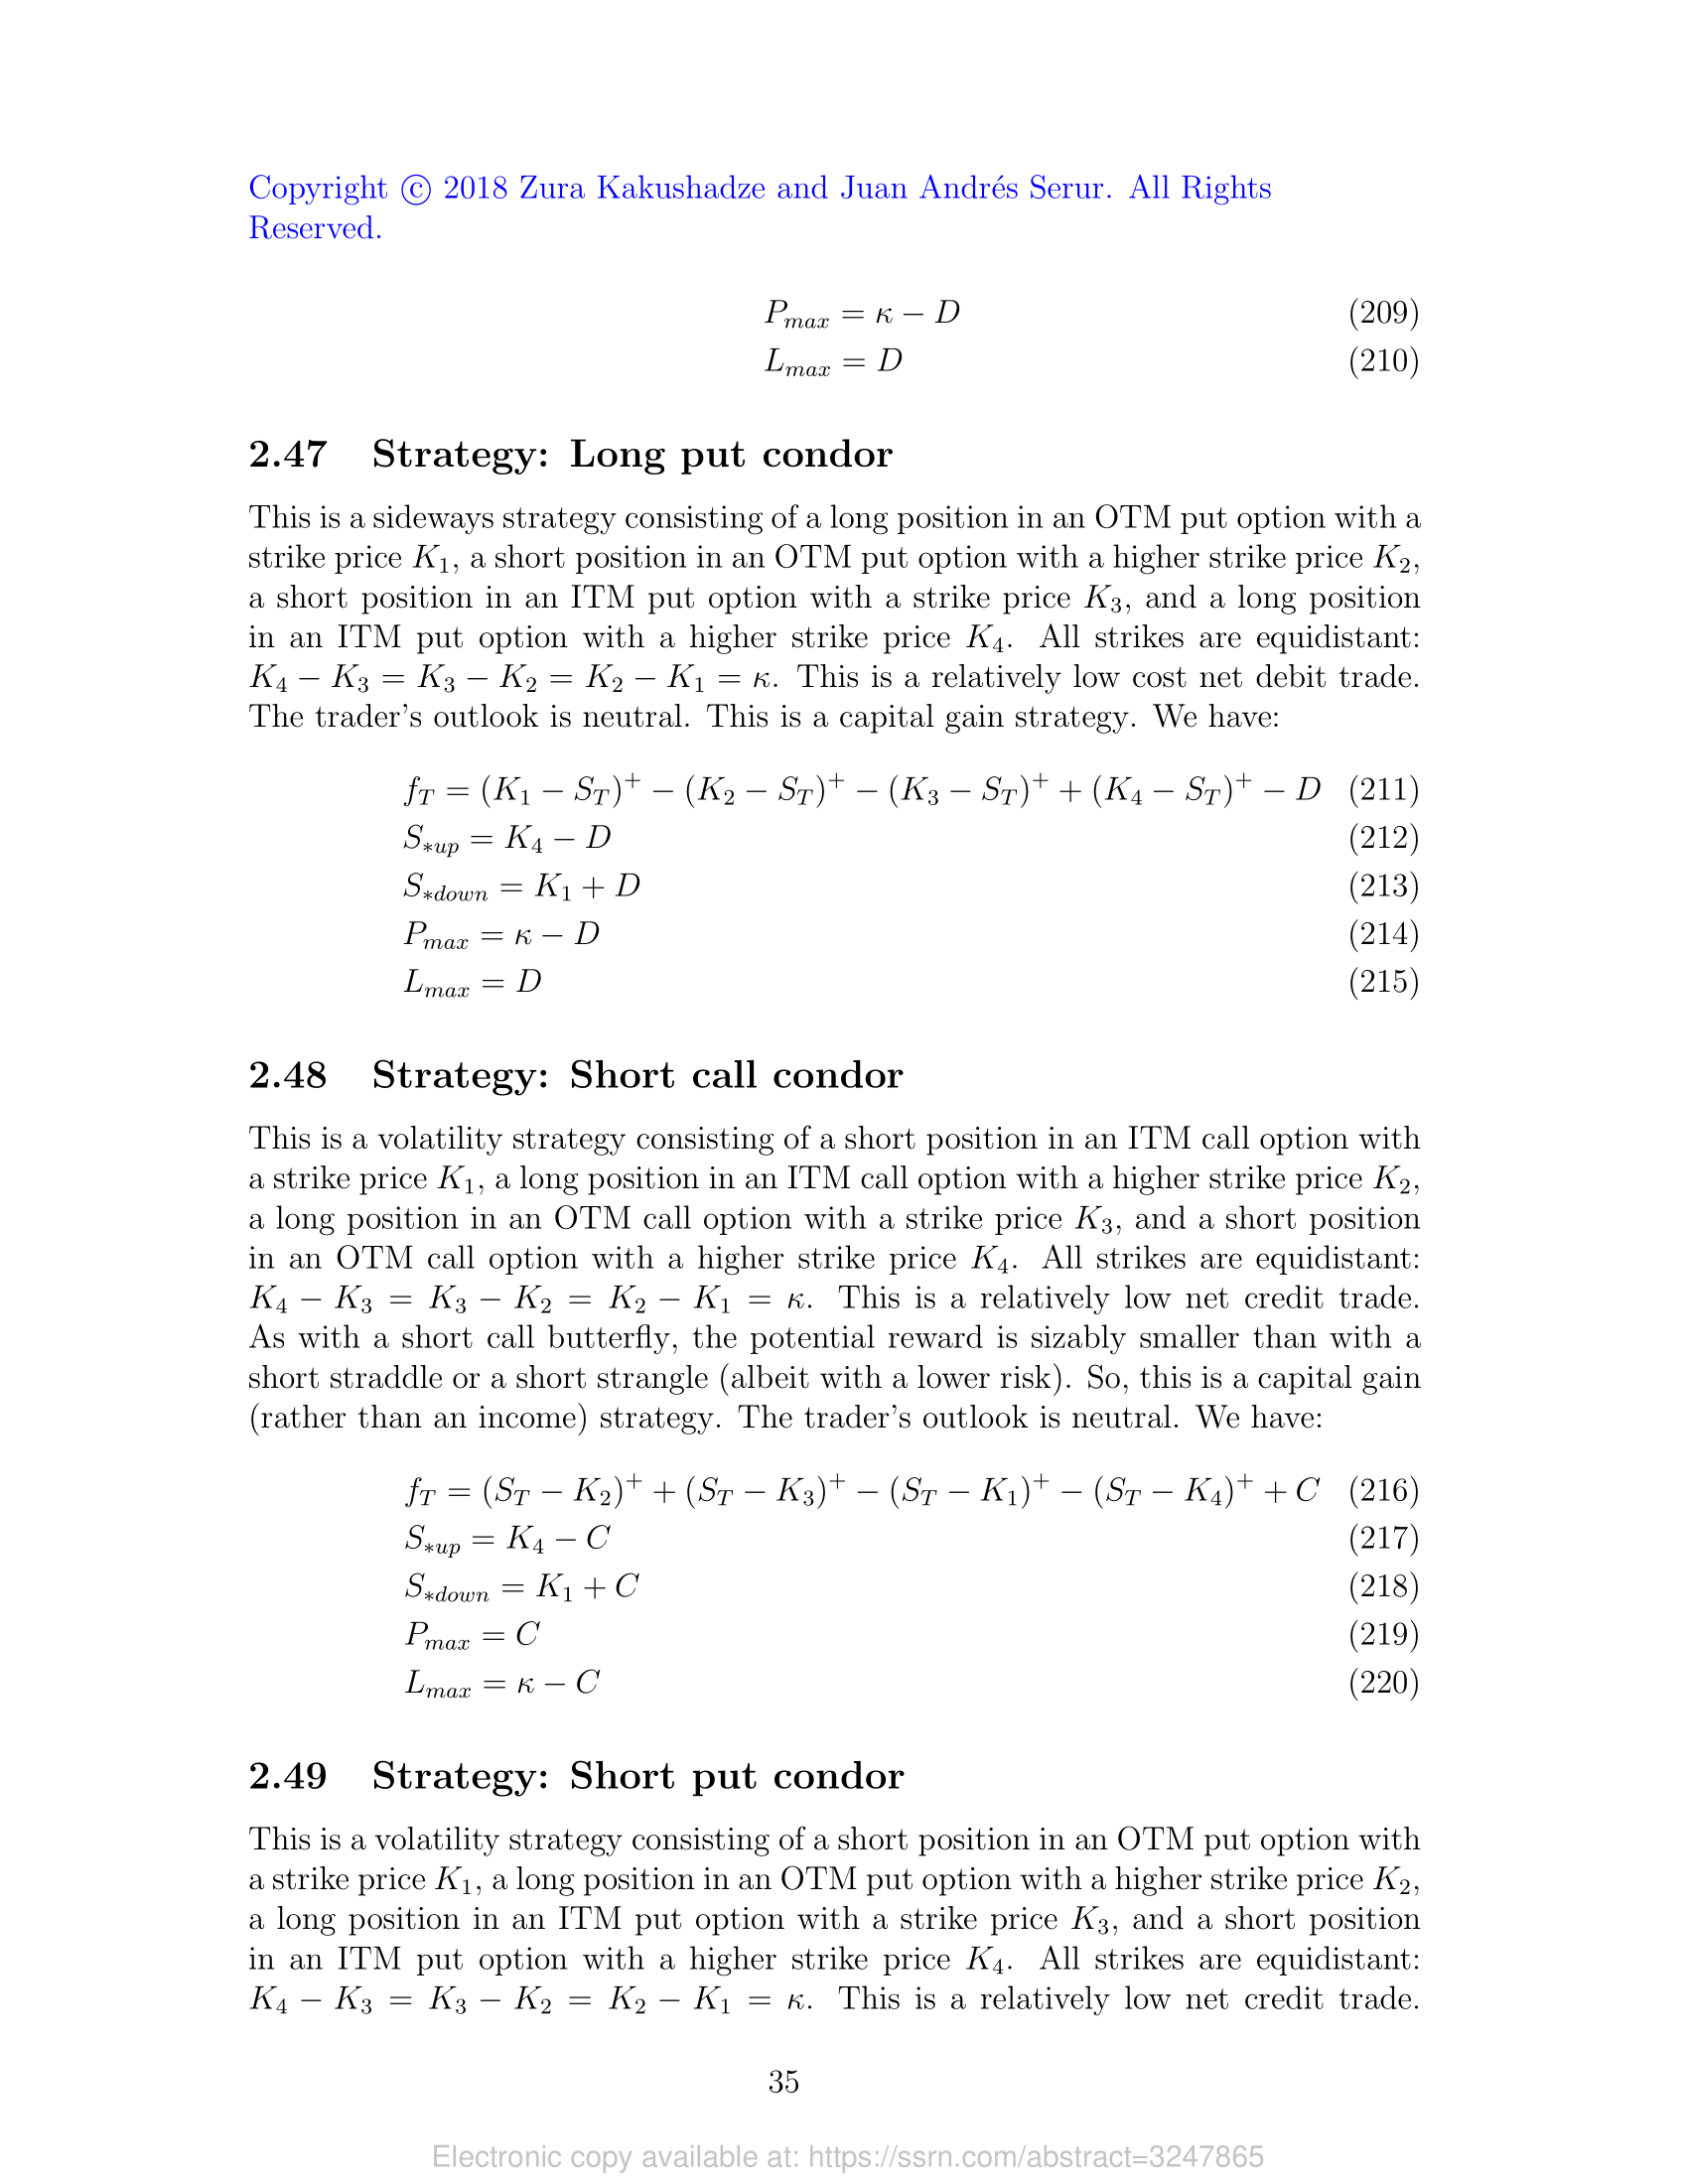 Copyright © 2018 Zura Kakushadze and Juan Andrés Serur. All Rights
Reserved.
P_{max} = κ − D (209)
L_{max} = D (210)
2.47 Strategy: Long put condor
This is a sideways strategy consisting of a long position in an OTM put option with a
strike price K_1, a short position in an OTM put option with a higher strike price K_2,
a short position in an ITM put option with a strike price K_3, and a long position
in an ITM put option with a higher strike price K_4. All strikes are equidistant:
K_4 − K_3 = K_3 − K_2 = K_2 − K_1 = κ. This is a relatively low cost net debit trade.
The trader's outlook is neutral. This is a capital gain strategy. We have:
f_T = (K_1 − S_T)^+ − (K_2 − S_T)^+ − (K_3 − S_T)^+ + (K_4 − S_T)^+ − D (211)
S_{*up} = K_4 − D (212)
S_{*down} = K_1 + D (213)
P_{max} = κ − D (214)
L_{max} = D (215)
2.48 Strategy: Short call condor
This is a volatility strategy consisting of a short position in an ITM call option with
a strike price K_1, a long position in an ITM call option with a higher strike price K_2,
a long position in an OTM call option with a strike price K_3, and a short position
in an OTM call option with a higher strike price K_4. All strikes are equidistant:
K_4 − K_3 = K_3 − K_2 = K_2 − K_1 = κ. This is a relatively low net credit trade.
As with a short call butterfly, the potential reward is sizably smaller than with a
short straddle or a short strangle (albeit with a lower risk). So, this is a capital gain
(rather than an income) strategy. The trader's outlook is neutral. We have:
f_T = (S_T − K_2)^+ + (S_T − K_3)^+ − (S_T − K_1)^+ − (S_T − K_4)^+ + C (216)
S_{*up} = K_4 − C (217)
S_{*down} = K_1 + C (218)
P_{max} = C (219)
L_{max} = κ − C (220)
2.49 Strategy: Short put condor
This is a volatility strategy consisting of a short position in an OTM put option with
a strike price K_1, a long position in an OTM put option with a higher strike price K_2,
a long position in an ITM put option with a strike price K_3, and a short position
in an ITM put option with a higher strike price K_4. All strikes are equidistant:
K_4 − K_3 = K_3 − K_2 = K_2 − K_1 = κ. This is a relatively low net credit trade.
35
Electronic copy available at: https://ssrn.com/abstract=3247865